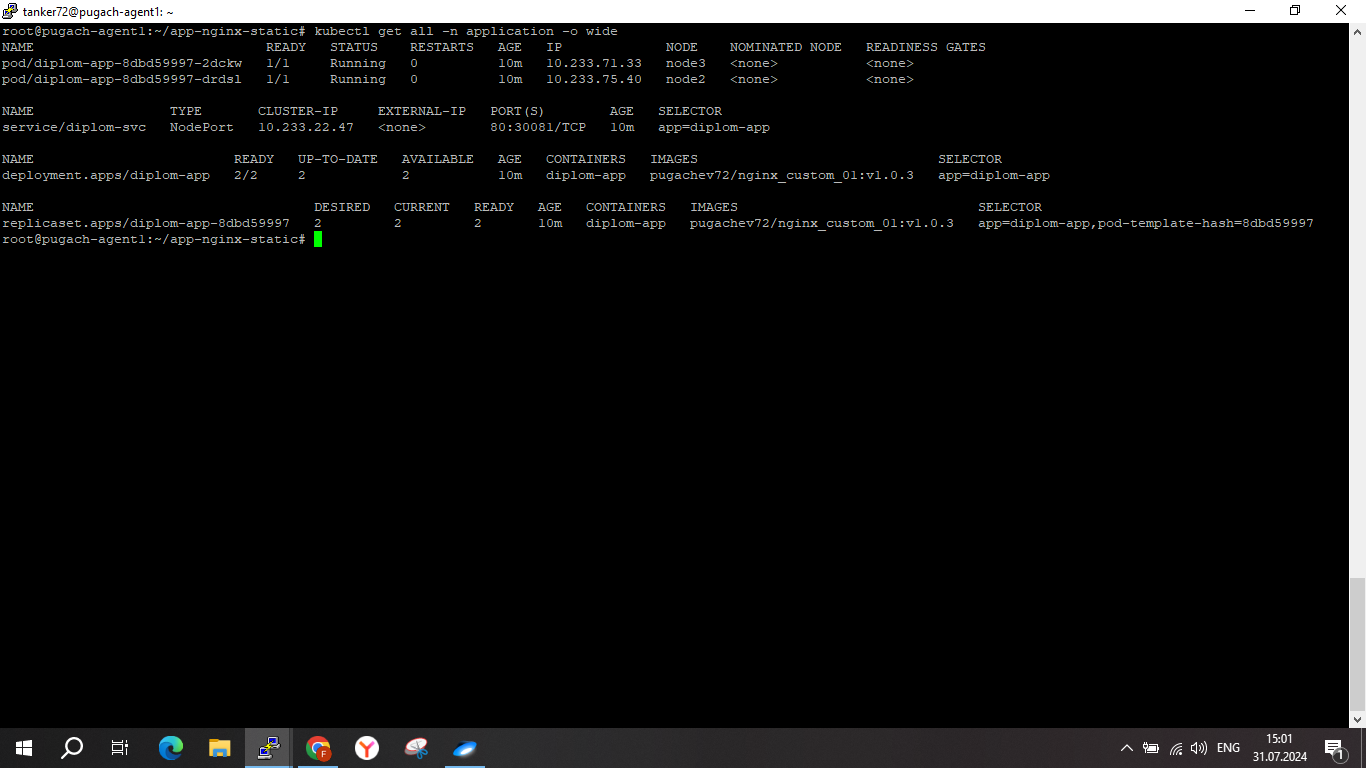 tanker72@pugach-agent1: ~
root@pugach-agent1:~/app-nginx-static# kubectl get all -n application -o wide
NAME READY STATUS RESTARTS AGE IP NODE NOMINATED NODE READINESS GATES
pod/diplom-app-8dbd59997-2dckw 1/1 Running 0 10m 10.233.71.33 node3 <none> <none>
pod/diplom-app-8dbd59997-drdsl 1/1 Running 0 10m 10.233.75.40 node2 <none> <none>
NAME TYPE CLUSTER-IP EXTERNAL-IP PORT(S) AGE SELECTOR
service/diplom-svc NodePort 10.233.22.47 <none> 80:30081/TCP 10m app=diplom-app
NAME READY UP-TO-DATE AVAILABLE AGE CONTAINERS IMAGES SELECTOR
deployment.apps/diplom-app 2/2 2 2 10m diplom-app pugachev72/nginx_custom_01:v1.0.3 app=diplom-app
NAME DESIRED CURRENT READY AGE CONTAINERS IMAGES SELECTOR
replicaset.apps/diplom-app-8dbd59997 2 2 2 10m diplom-app pugachev72/nginx_custom_01:v1.0.3 app=diplom-app,pod-template-hash=8dbd59997
root@pugach-agent1:~/app-nginx-static#
F
Y
ENG
15:01
31.07.2024
1